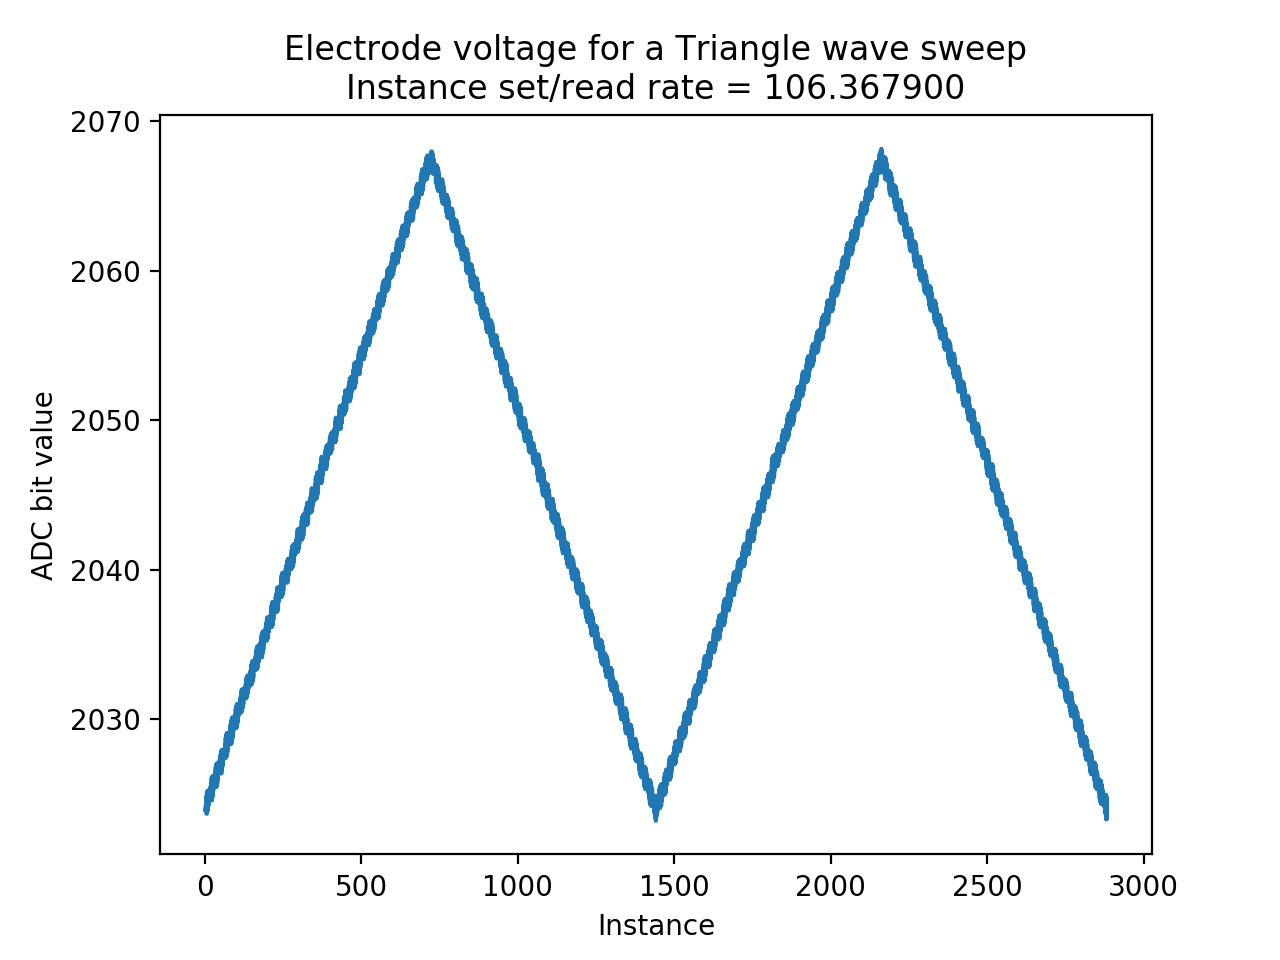 Electrode voltage for a Triangle wave sweep
Instance set/read rate = 106.367900
2070
2060
2050
2040
2030
ADC bit value
0 500 1000 1500 2000 2500 3000
Instance